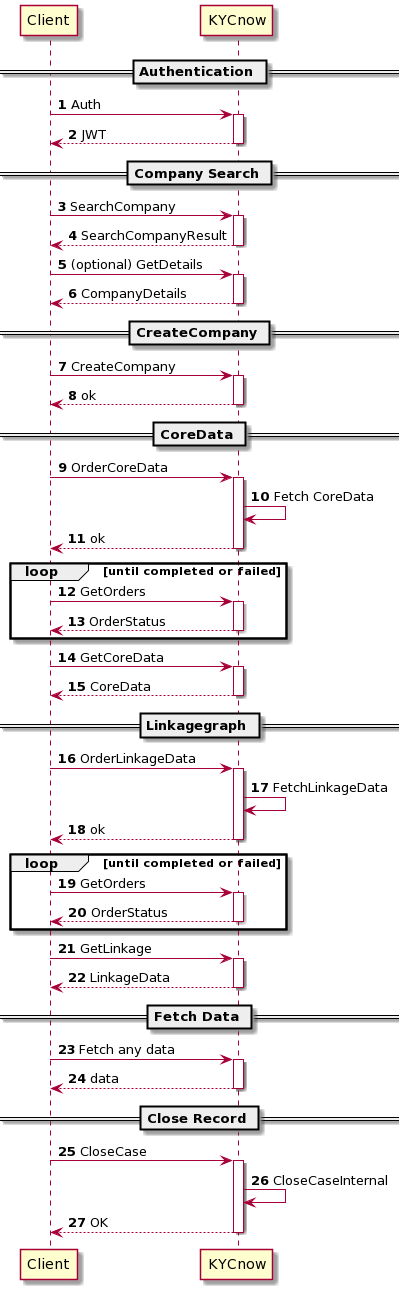 Client KYCnow
Authentication
1 Auth
2 JWT
Company Search
3 SearchCompany
4 SearchCompanyResult
5 (optional) GetDetails
6 CompanyDetails
CreateCompany
7 CreateCompany
8 ok
CoreData
9 OrderCoreData
10 Fetch CoreData
11 ok
loop [until completed or failed]
12 GetOrders
13 OrderStatus
14 GetCoreData
15 CoreData
Linkagegraph
16 OrderLinkageData
17 FetchLinkageData
18 ok
loop [until completed or failed]
19 GetOrders
20 OrderStatus
21 GetLinkage
22 LinkageData
Fetch Data
23 Fetch any data
24 data
Close Record
25 CloseCase
26 CloseCaseInternal
27 OK
Client KYCnow